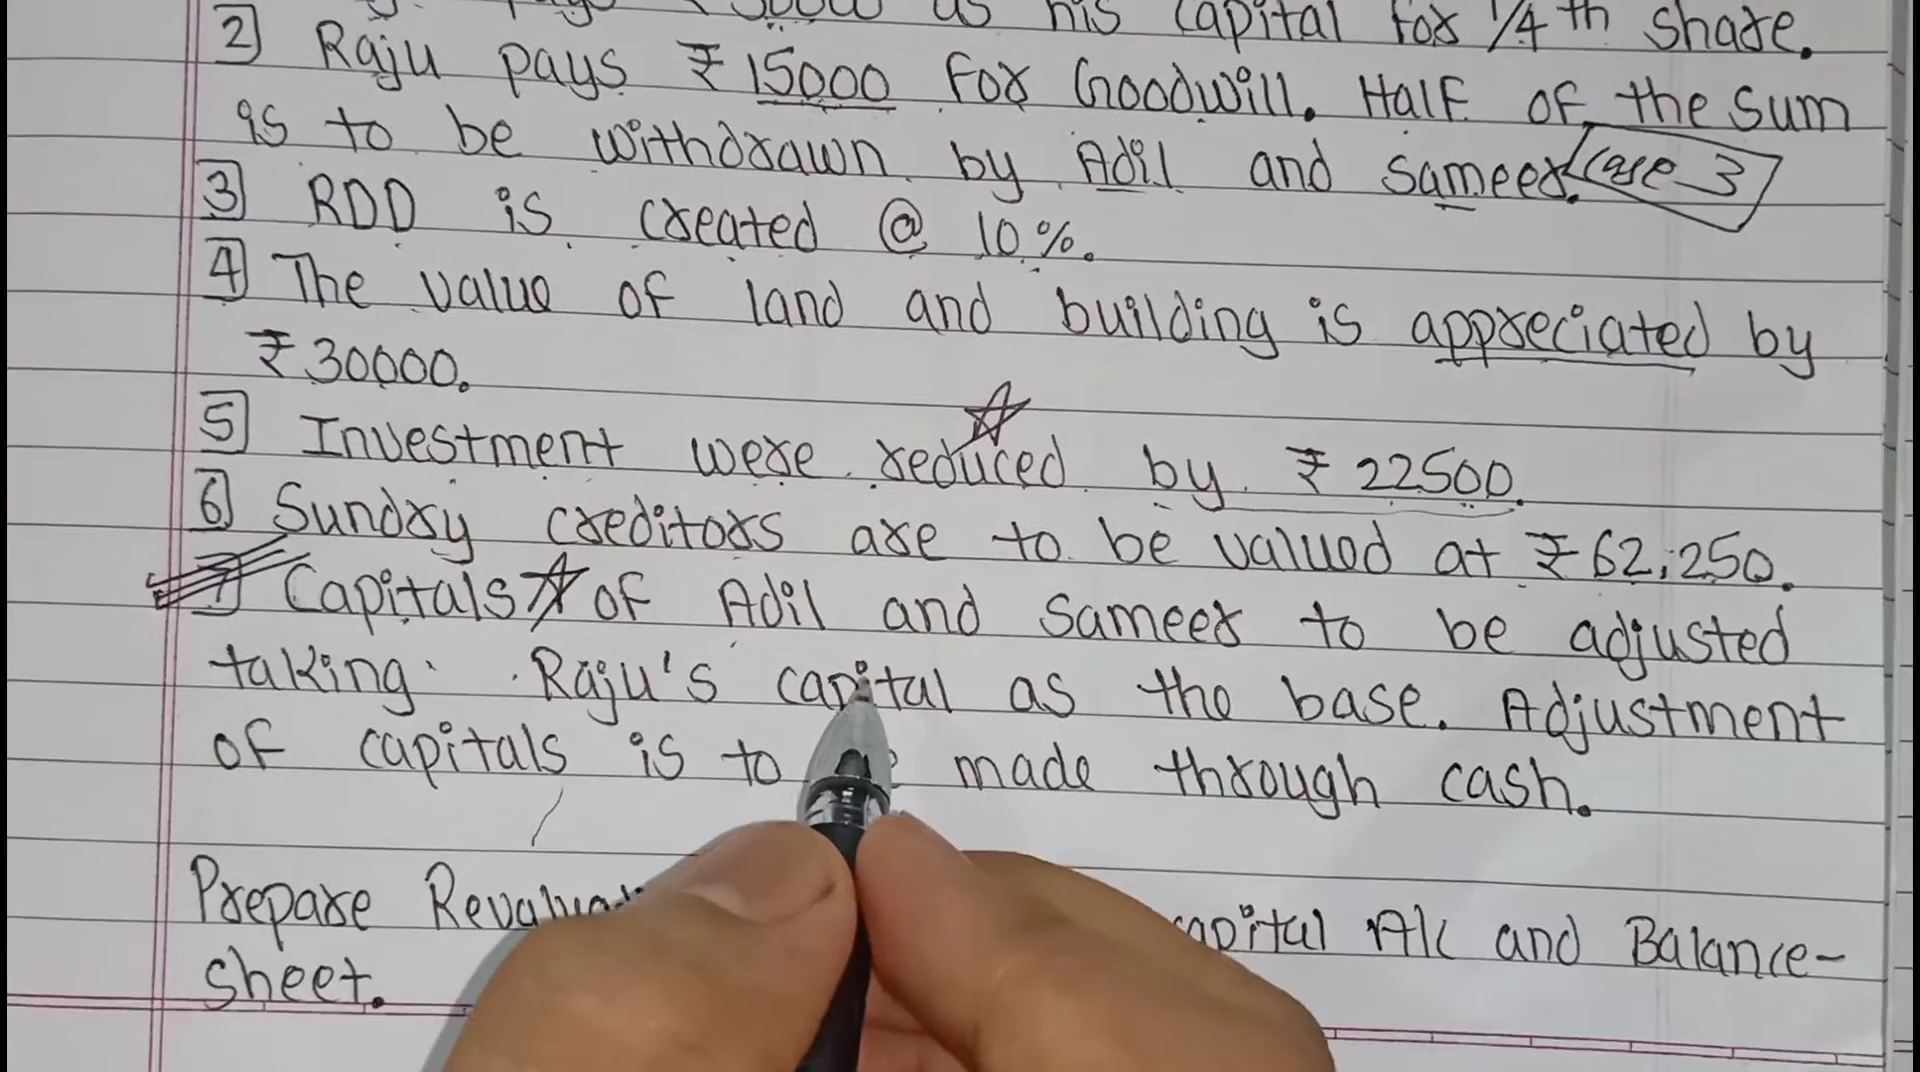 as his capital for 1/4 th share.
2] Raju pays ₹ 15000 for Goodwill. Half of the sum
is to be withdrawn by Adil and Sameer. Case 3
3] RDD is created @ 10%.
4] The value of land and building is appreciated by
₹ 30000.
5] Investment were reduced by ₹ 22500.
6] Sundry creditors are to be valued at ₹ 62,250.
7] Capitals of Adil and Sameer to be adjusted
taking Raju's capital as the base. Adjustment
of capitals is to made through cash.
Prepare capital A/c and Balance-
sheet.